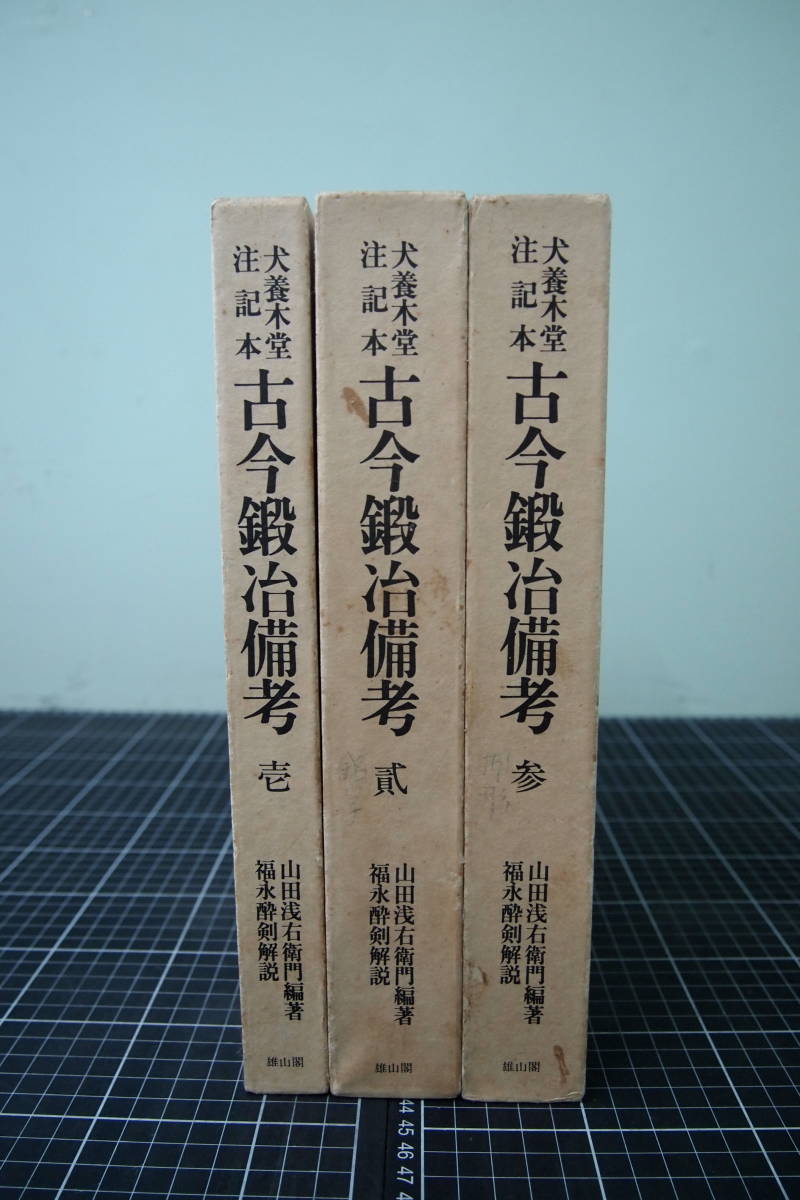 犬養木堂
注記本
古今鍛冶備考
壱
山田浅右衛門編著
福永酔剣解説
雄山閣
犬養木堂
注記本
古今鍛冶備考
貳
山田浅右衛門編著
福永酔剣解説
雄山閣
犬養木堂
注記本
古今鍛冶備考
参
山田浅右衛門編著
福永酔剣解説
雄山閣
44
45
46
47